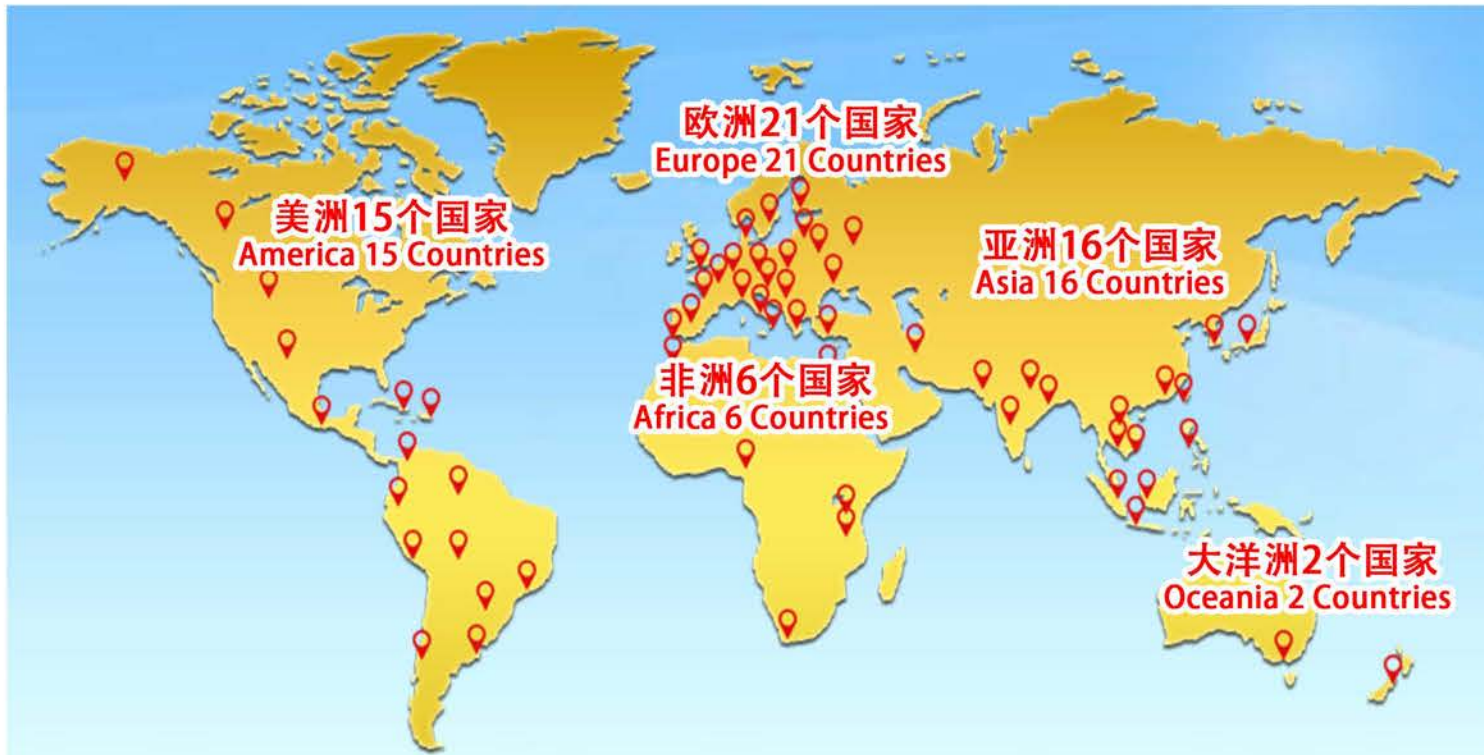 欧洲21个国家
Europe 21 Countries
美洲15个国家
America 15 Countries
亚洲16个国家
Asia 16 Countries
非洲6个国家
Africa 6 Countries
大洋洲2个国家
Oceania 2 Countries